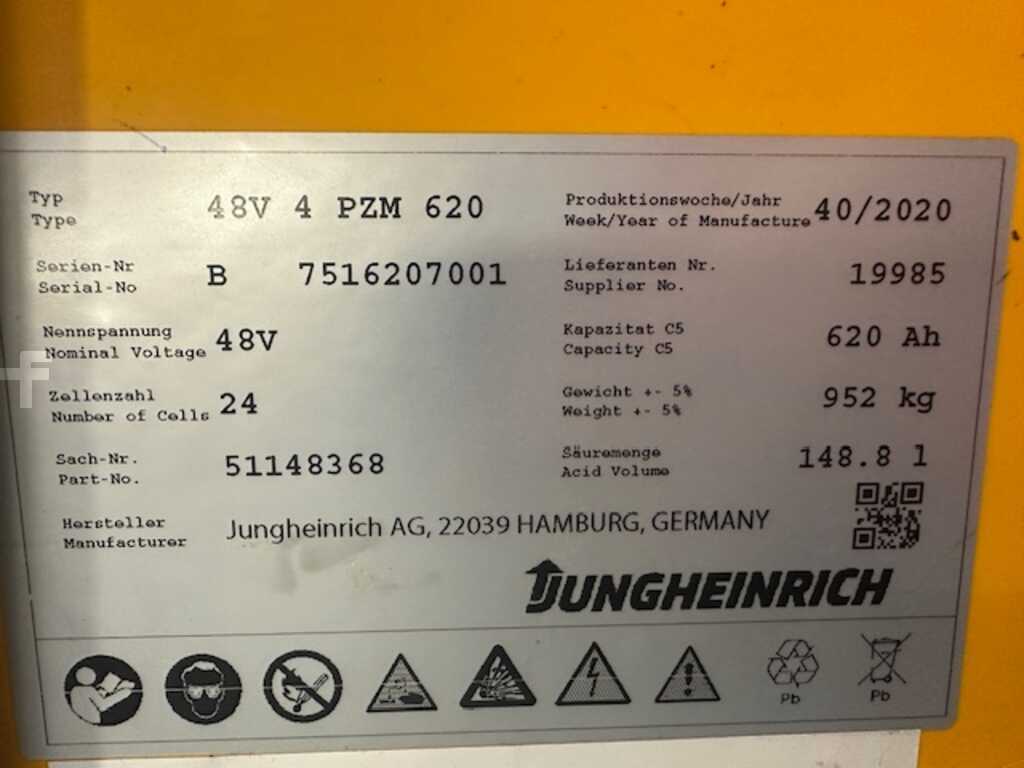 Typ
Type
48V 4 PZM 620
Produktionswoche/Jahr
Week/Year of Manufacture
40/2020
Serien-Nr
Serial-No
B 7516207001
Lieferanten Nr.
Supplier No.
19985
Nennspannung
Nominal Voltage
48V
Kapazitat C5
Capacity C5
620 Ah
Zellenzahl
Number of Cells
24
Gewicht +- 5%
Weight +- 5%
952 kg
Sach-Nr.
Part-No.
51148368
Säuremenge
Acid Volume
148.8 l
Hersteller
Manufacturer
Jungheinrich AG, 22039 HAMBURG, GERMANY
JUNGHEINRICH
Pb
Pb